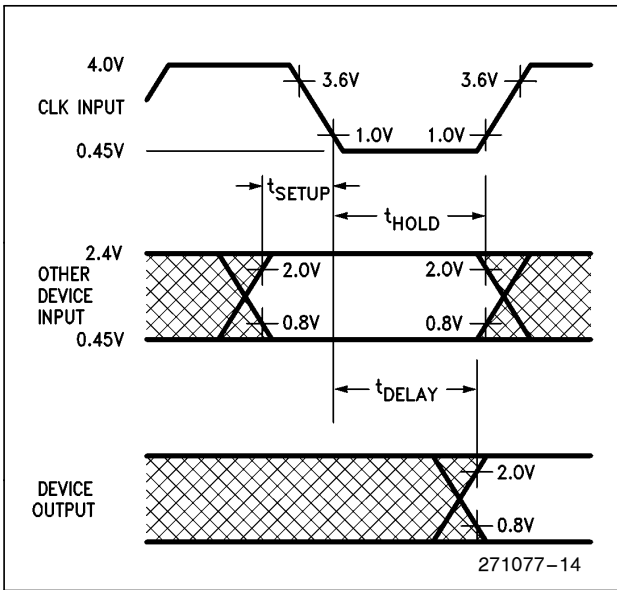 4.0V
3.6V 3.6V
CLK INPUT
1.0V 1.0V
0.45V
tSETUP
tHOLD
2.4V
2.0V 2.0V
OTHER
DEVICE
INPUT
0.8V 0.8V
0.45V
tDELAY
2.0V
DEVICE
OUTPUT
0.8V
271077-14